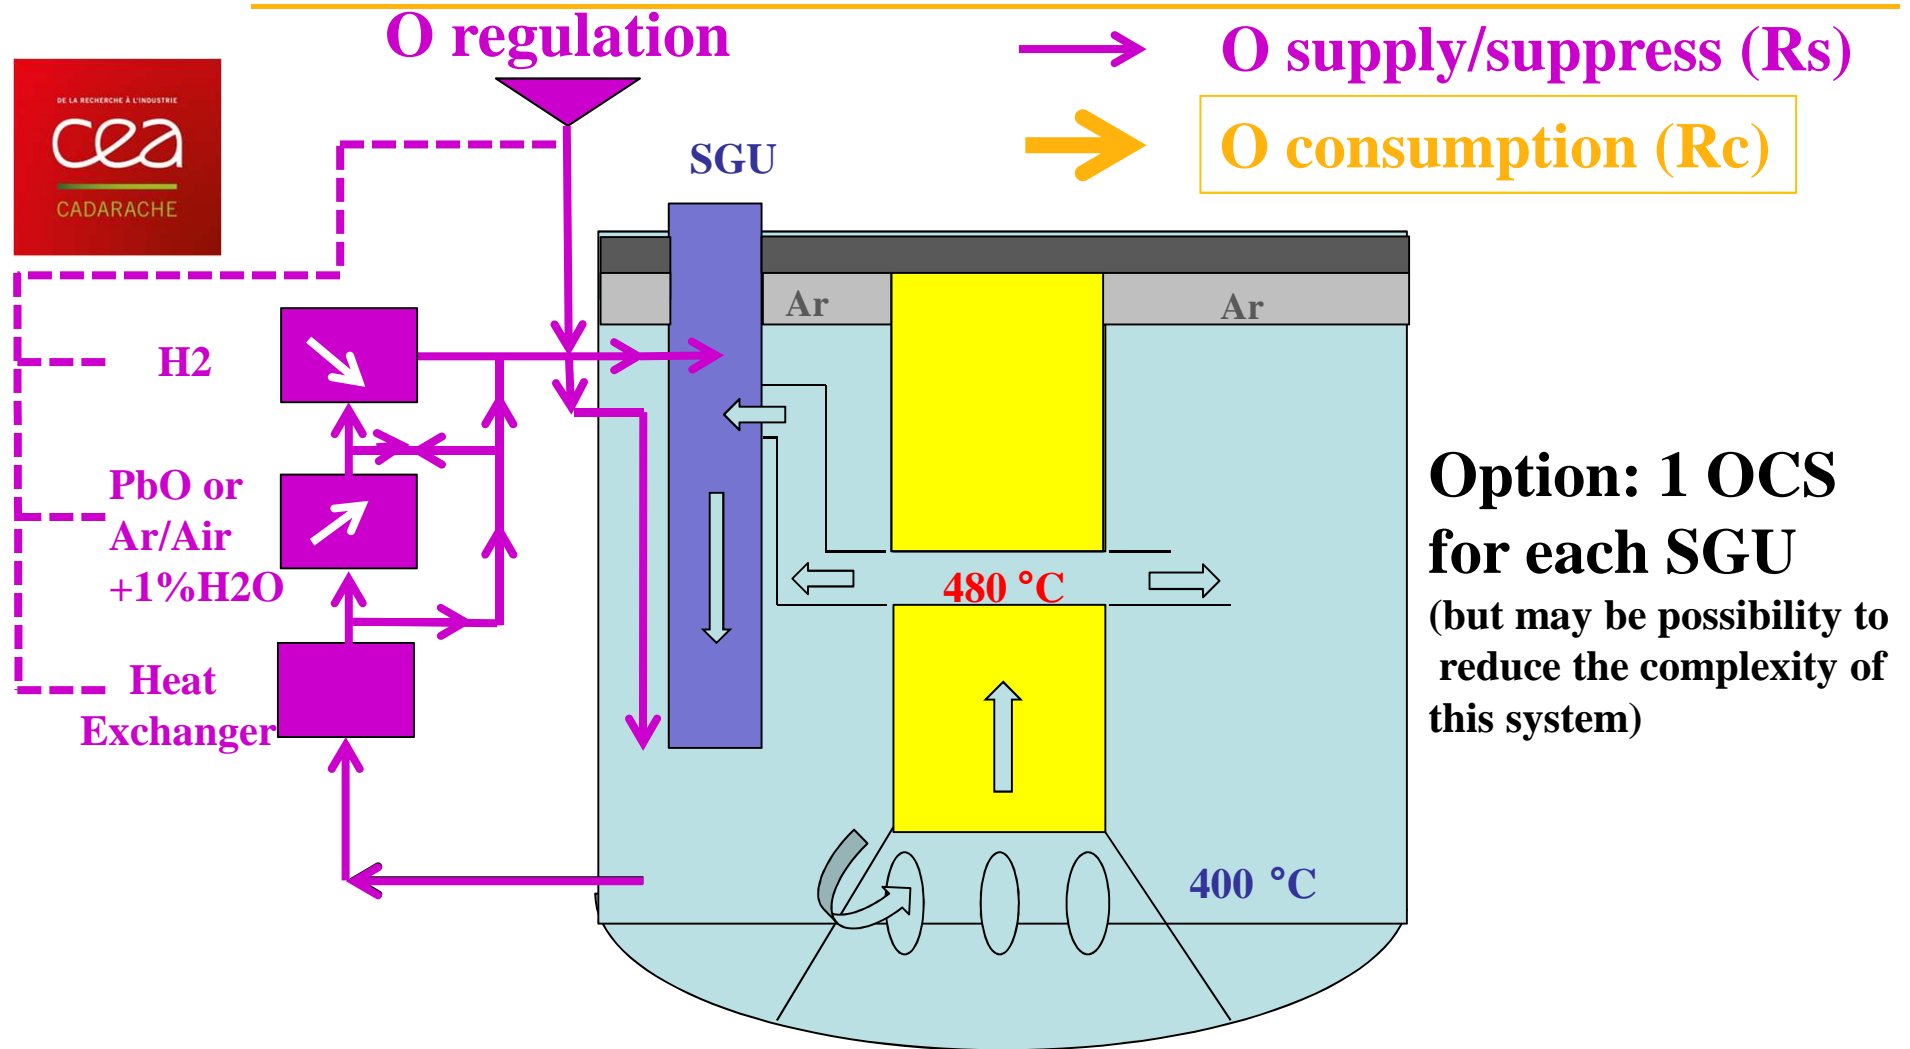 O regulation
O supply/suppress (Rs)
DE LA RECHERCHE À L'INDUSTRIE
cea
CADARACHE
O consumption (Rc)
SGU
Ar
Ar
H2
PbO or
Ar/Air
+1%H2O
Heat
Exchanger
480 °C
400 °C
Option: 1 OCS
for each SGU
(but may be possibility to
reduce the complexity of
this system)